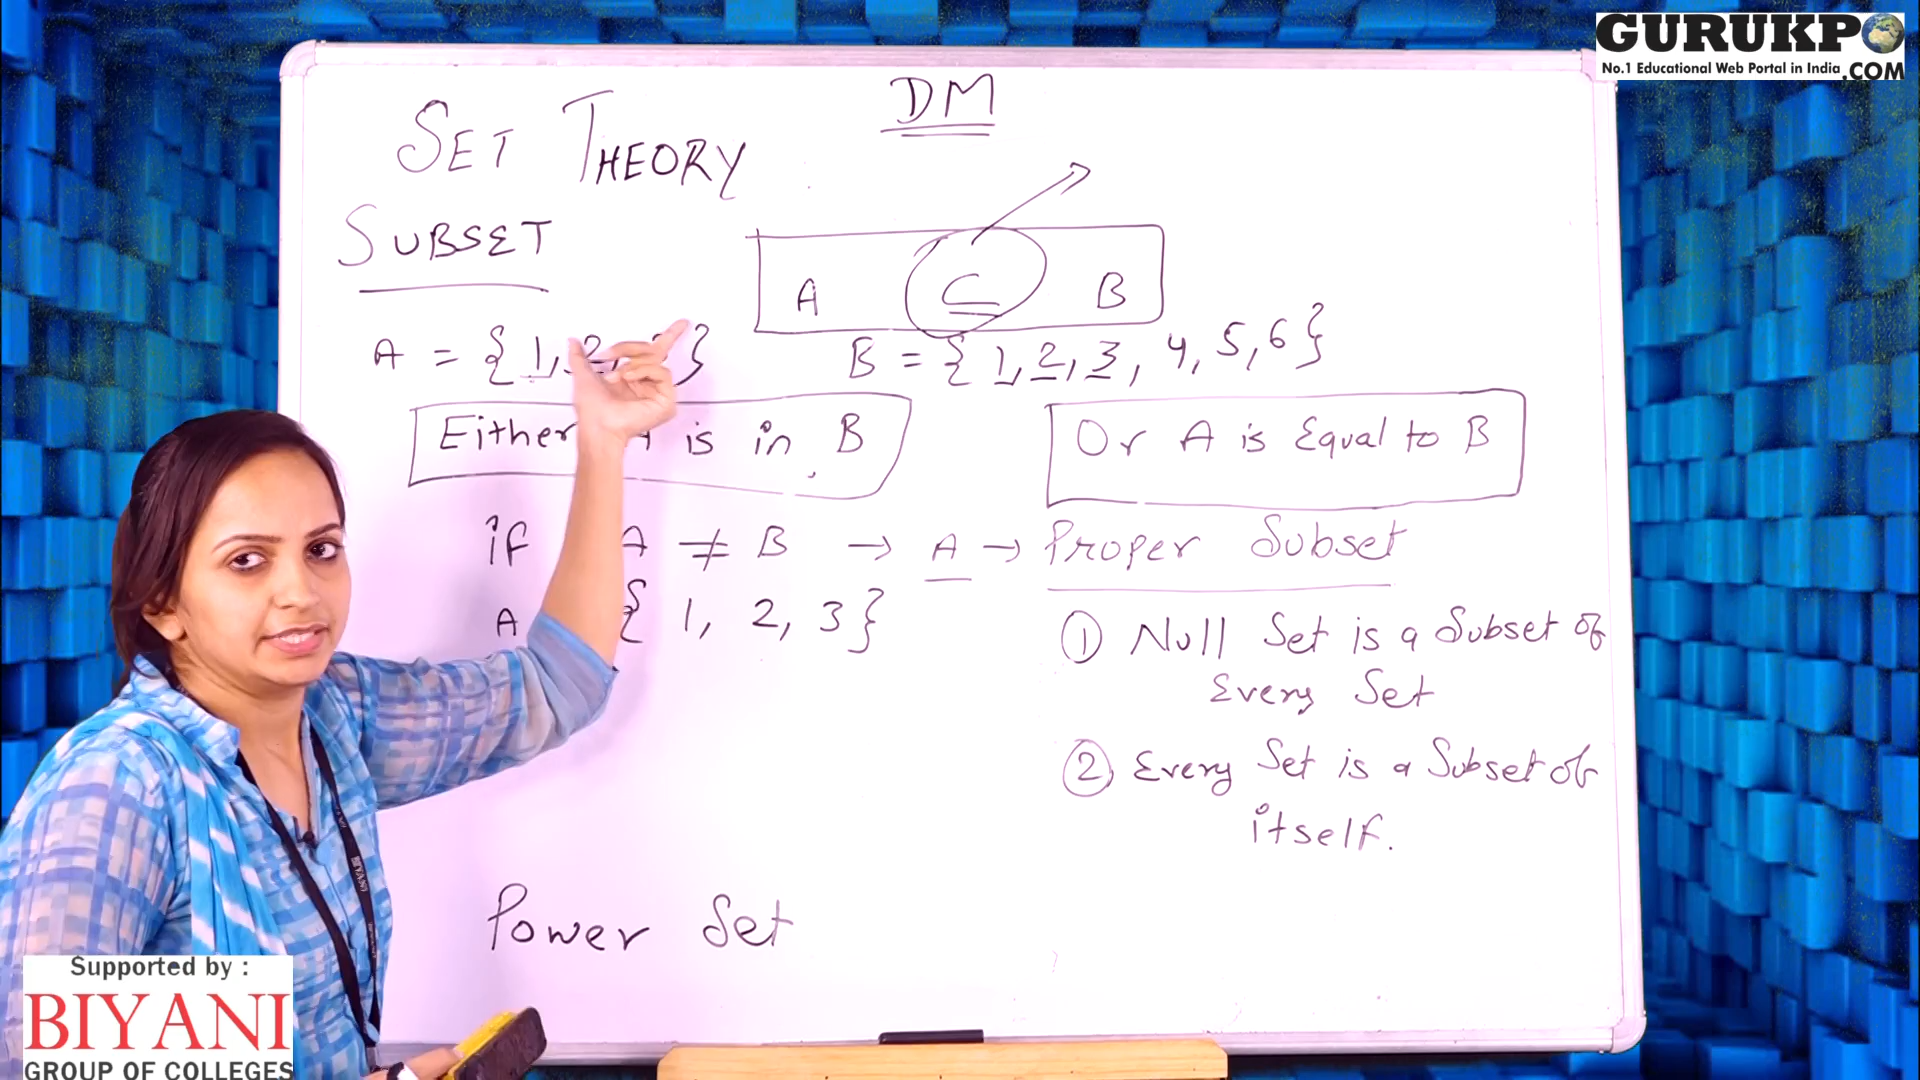 GURUKPO
No.1 Educational Web Portal in India .COM
DM
SET THEORY
SUBSET
A ⊆ B
A = {1, 2, }
B = {1, 2, 3, 4, 5, 6}
Either A is in B
Or A is Equal to B
if A ≠ B → A → Proper Subset
A { 1, 2, 3}
① Null Set is a Subset of
Every Set
② Every Set is a Subset of
itself.
Power Set
Supported by :
BIYANI
GROUP OF COLLEGES